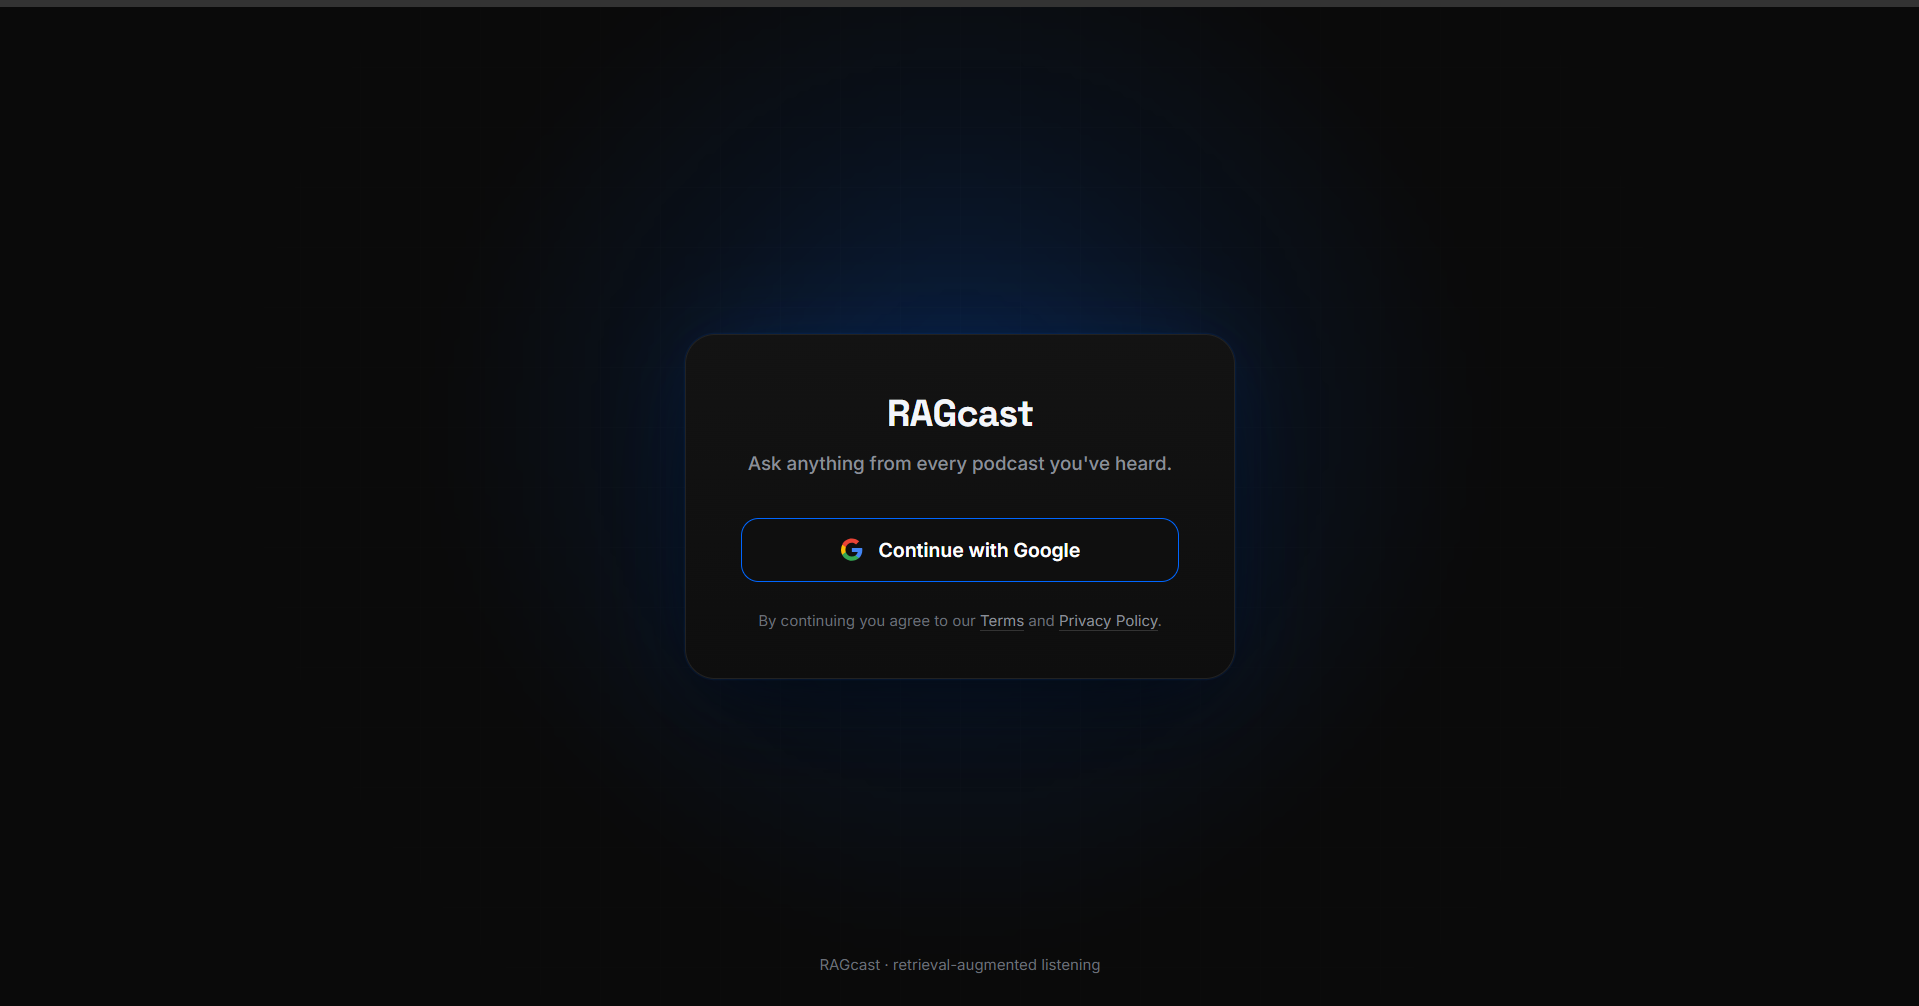 RAGcast
Ask anything from every podcast you've heard.
Continue with Google
By continuing you agree to our Terms and Privacy Policy.
RAGcast · retrieval-augmented listening